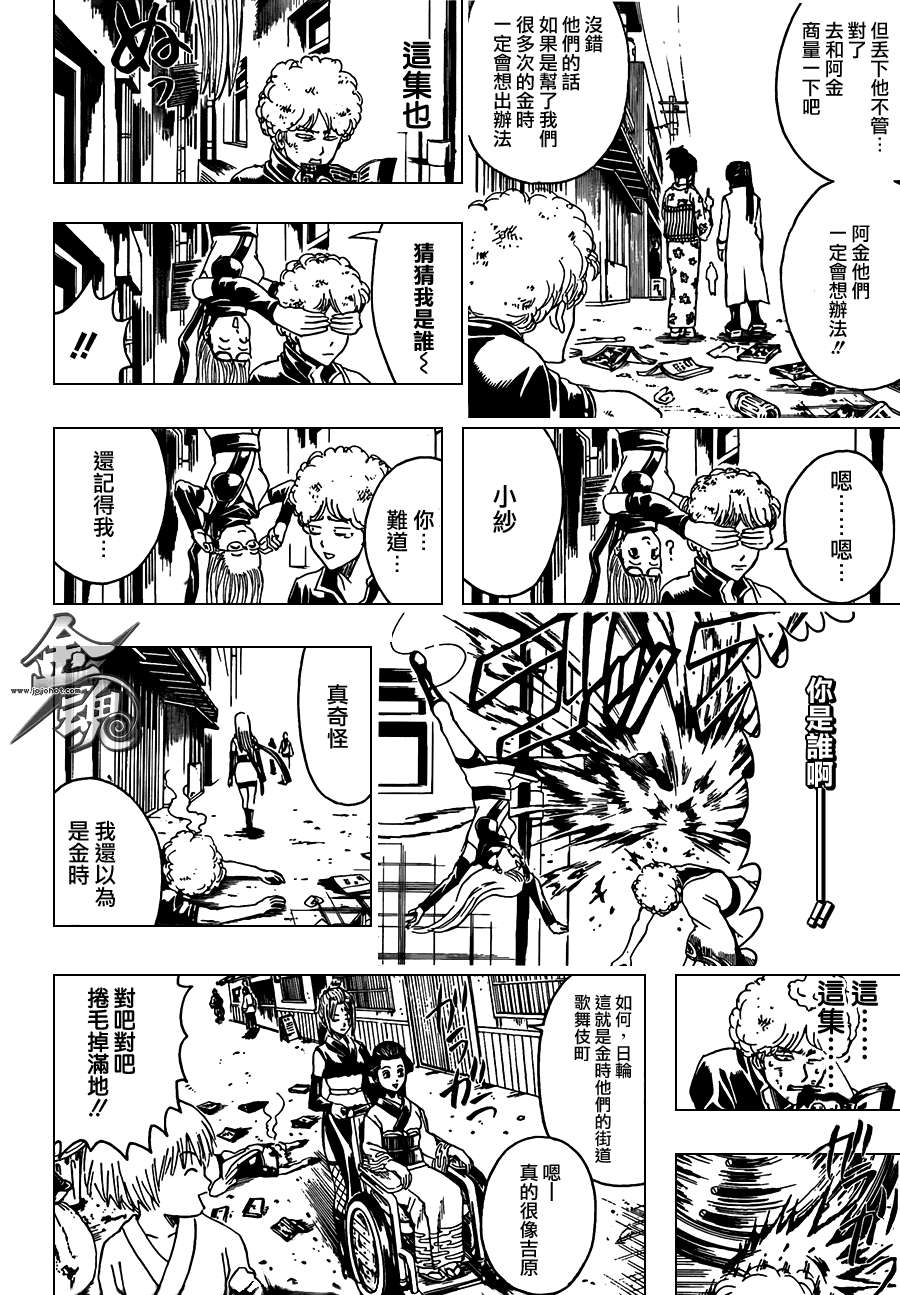 但丟下他不管…
對了
去和阿金
商量一下吧
阿金他們
一定會想辦法!!
沒錯
他們的話
如果是幫了我們
很多次的金時
一定會想出辦法
這集也
ぬっ
猜猜我是誰~
!!
嗯……嗯…
小紗
?
你…
難道…
還記得我…
你是誰啊——!!
真奇怪
我還以為
是金時
金魂
www.jojohot.com
這……
這集……
如何，日輪
這就是金時他們的街道
歌舞伎町
嗯—
真的很像吉原
對吧對吧
捲毛掉滿地!!